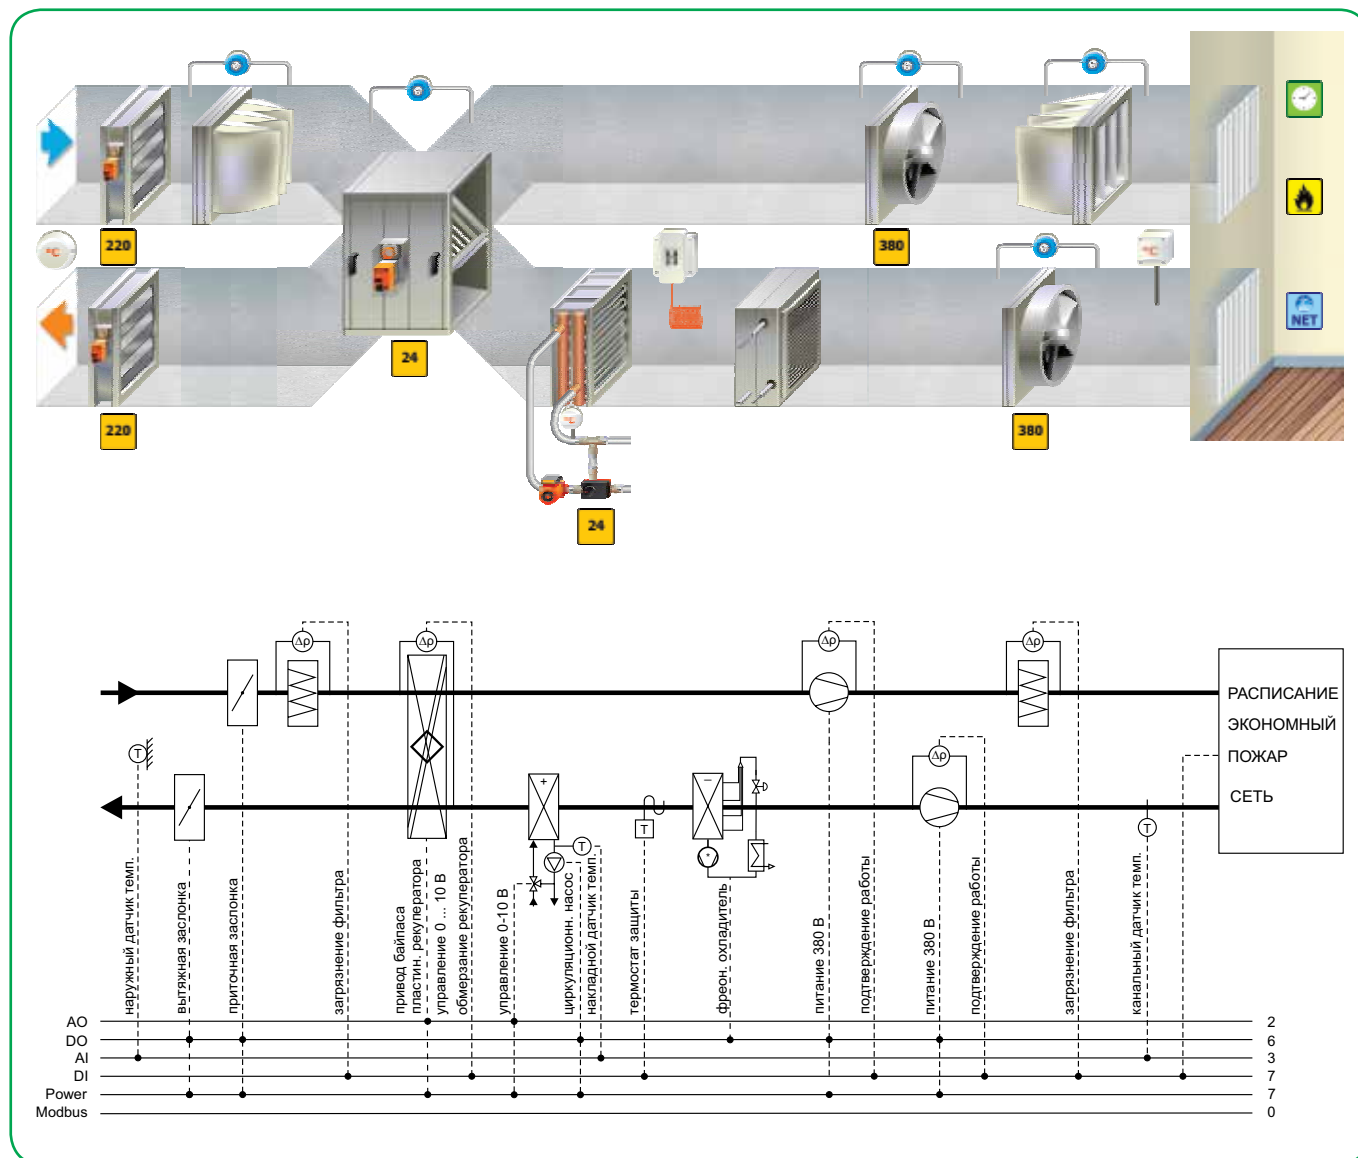 °C
220
380
°C
24
220
°C
380
24
NET
Δρ
Δρ
Δρ
Δρ
Δρ
РАСПИСАНИЕ
ЭКОНОМНЫЙ
ПОЖАР
СЕТЬ
T
+
T
T
−
*
T
наружный датчик темп.
вытяжная заслонка
приточная заслонка
загрязнение фильтра
привод байпаса
пластин. рекуператора
управление 0 ... 10 В
обмерзание рекуператора
управление 0-10 В
циркуляционн. насос
накладной датчик темп.
термостат защиты
фреон. охладитель
питание 380 В
подтверждение работы
питание 380 В
подтверждение работы
загрязнение фильтра
канальный датчик темп.
AO 2
DO 6
AI 3
DI 7
Power 7
Modbus 0